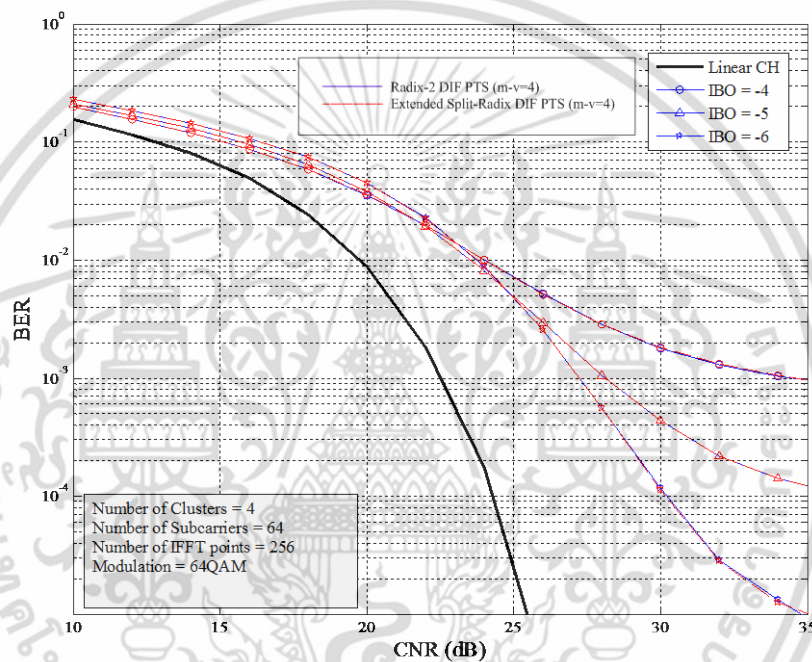 10^0
10^-1
10^-2
10^-3
10^-4
BER
Radix-2 DIF PTS (m-v=4)
Extended Split-Radix DIF PTS (m-v=4)
Linear CH
IBO = -4
IBO = -5
IBO = -6
Number of Clusters = 4
Number of Subcarriers = 64
Number of IFFT points = 256
Modulation = 64QAM
10 15 20 25 30 35
CNR (dB)